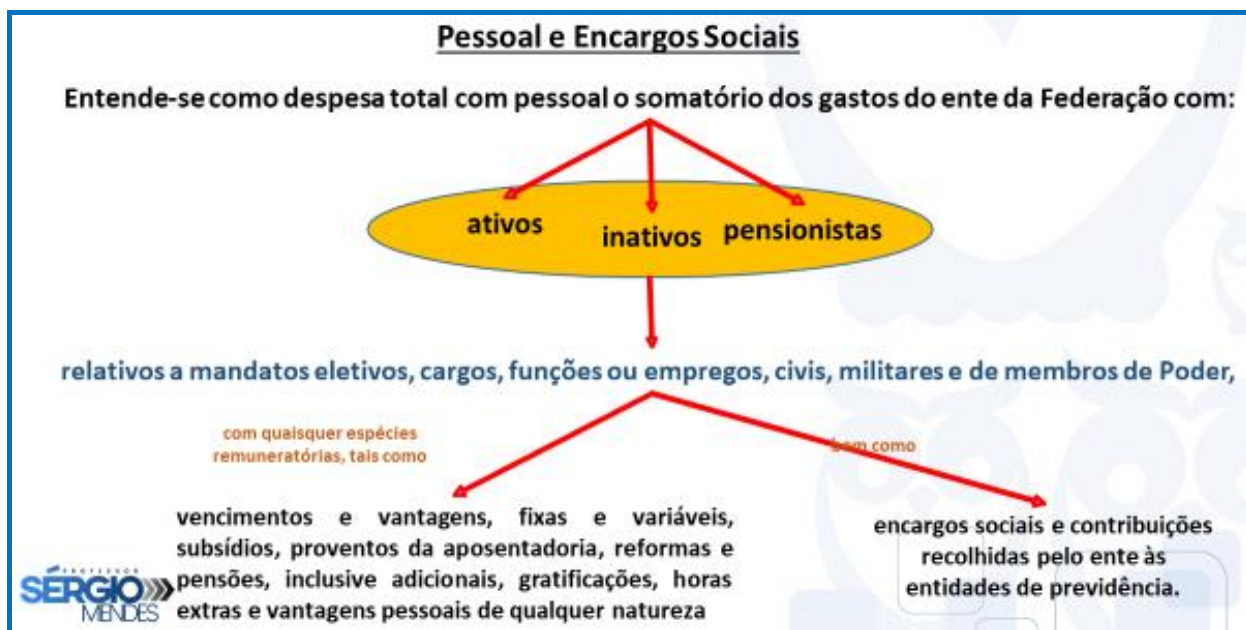 Pessoal e Encargos Sociais
Entende-se como despesa total com pessoal o somatório dos gastos do ente da Federação com:
ativos
inativos
pensionistas
relativos a mandatos eletivos, cargos, funções ou empregos, civis, militares e de membros de Poder,
com quaisquer espécies
remuneratórias, tais como
bem como
vencimentos e vantagens, fixas e variáveis,
subsídios, proventos da aposentadoria, reformas e
pensões, inclusive adicionais, gratificações, horas
extras e vantagens pessoais de qualquer natureza
encargos sociais e contribuições
recolhidas pelo ente às
entidades de previdência.
PROFESSOR
SÉRGIO
MENDES